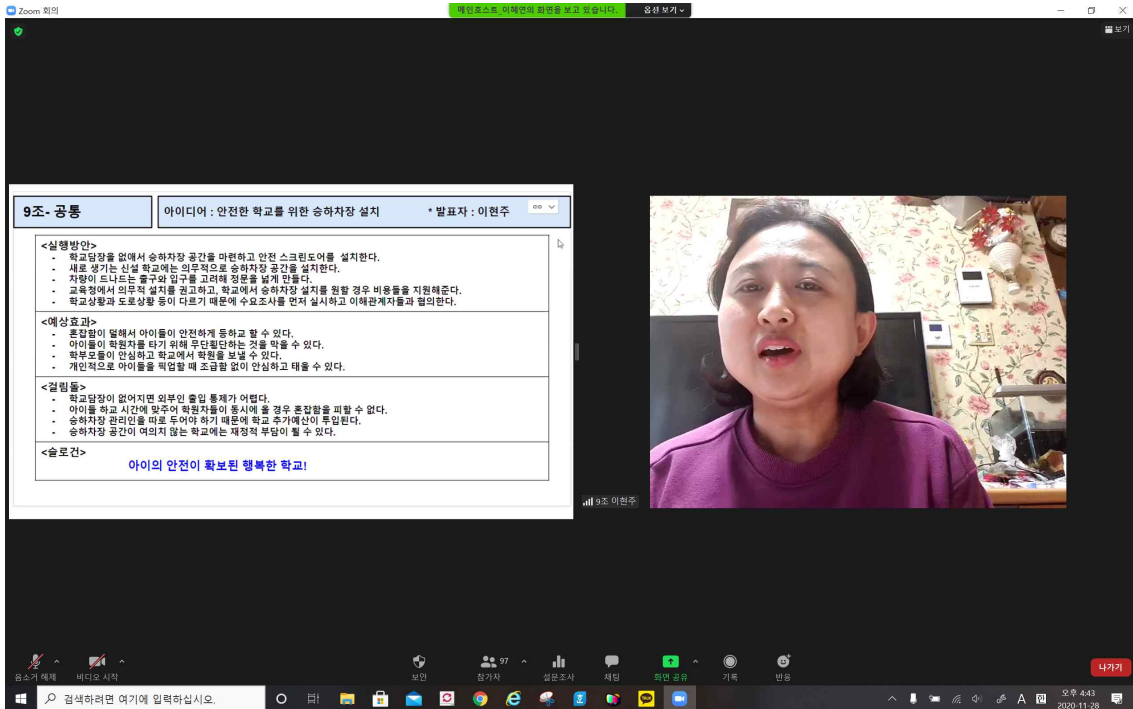 Zoom 회의
메인호스트_이혜연의 화면을 보고 있습니다.
옵션 보기
보기
9조- 공통
아이디어 : 안전한 학교를 위한 승하차장 설치 * 발표자 : 이현주
<실행방안>
- 학교담장을 없애서 승하차장 공간을 마련하고 안전 스크린도어를 설치한다.
- 새로 생기는 신설 학교에는 의무적으로 승하차장 공간을 설치한다.
- 차량이 드나드는 출구와 입구를 고려해 정문을 넓게 만들다.
- 교육청에서 의무적 설치를 권고하고, 학교에서 승하차장 설치를 원할 경우 비용들을 지원해준다.
- 학교상황과 도로상황 등이 다르기 때문에 수요조사를 먼저 실시하고 이해관계자들과 협의한다.
<예상효과>
- 혼잡함이 덜해서 아이들이 안전하게 등하교 할 수 있다.
- 아이들이 학원차를 타기 위해 무단횡단하는 것을 막을 수 있다.
- 학부모들이 안심하고 학교에서 학원을 보낼 수 있다.
- 개인적으로 아이들을 픽업할 때 조급함 없이 안심하고 태울 수 있다.
<걸림돌>
- 학교담장이 없어지면 외부인 출입 통제가 어렵다.
- 아이들 하교 시간에 맞주어 학원차들이 동시에 올 경우 혼잡함을 피할 수 없다.
- 승하차장 관리인을 따로 두어야 하기 때문에 학교 추가예산이 투입된다.
- 승하차장 공간이 여의치 않는 학교에는 재정적 부담이 될 수 있다.
<슬로건>
아이의 안전이 확보된 행복한 학교!
9조 이현주
음소거 해제
비디오 시작
보안
97
참가자
설문조사
채팅
화면 공유
기록
반응
나가기
검색하려면 여기에 입력하십시오.
A
오후 4:43
2020-11-28